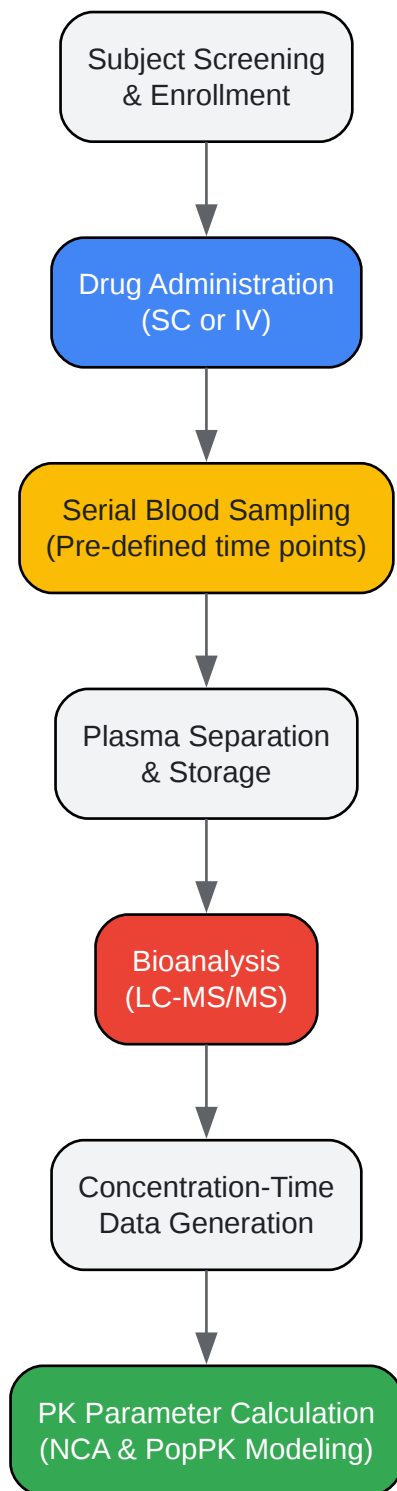 Subject Screening
& Enrollment
Drug Administration
(SC or IV)
Serial Blood Sampling
(Pre-defined time points)
Plasma Separation
& Storage
Bioanalysis
(LC-MS/MS)
Concentration-Time
Data Generation
PK Parameter Calculation
(NCA & PopPK Modeling)